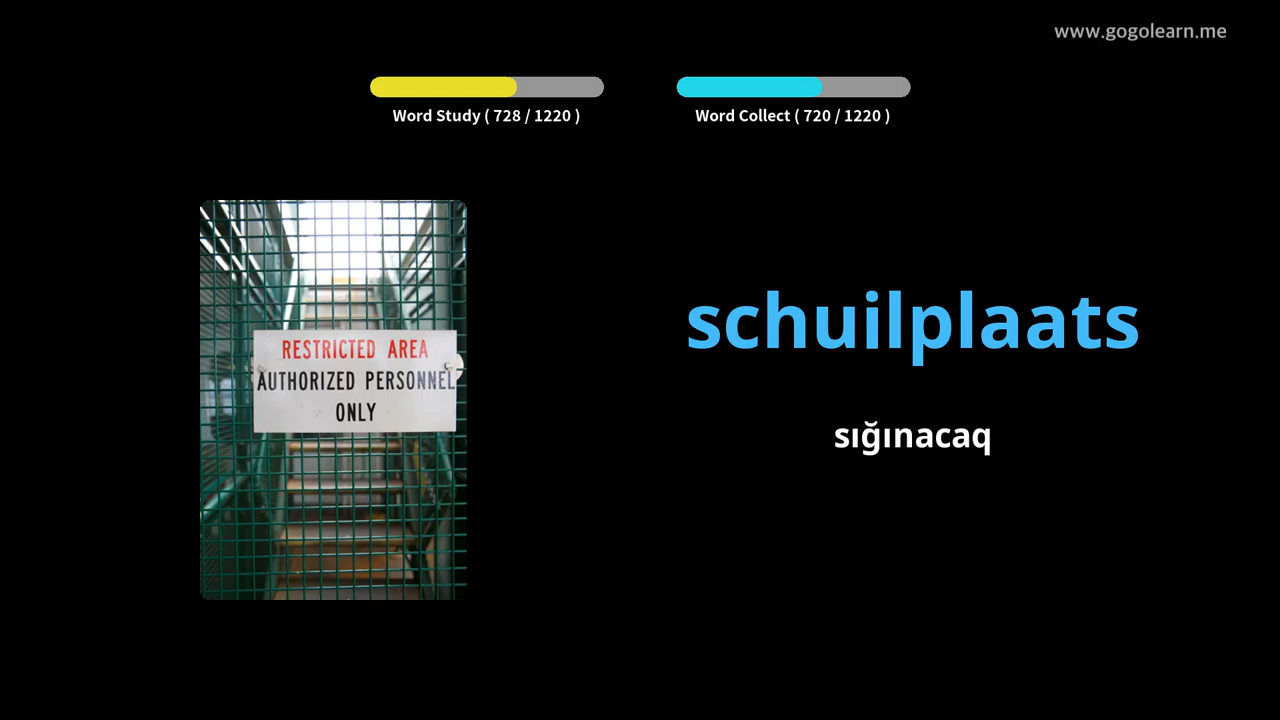 www.gogolearn.me
Word Study ( 728 / 1220 )
Word Collect ( 720 / 1220 )
RESTRICTED AREA
AUTHORIZED PERSONNEL
ONLY
schuilplaats
sığınacaq